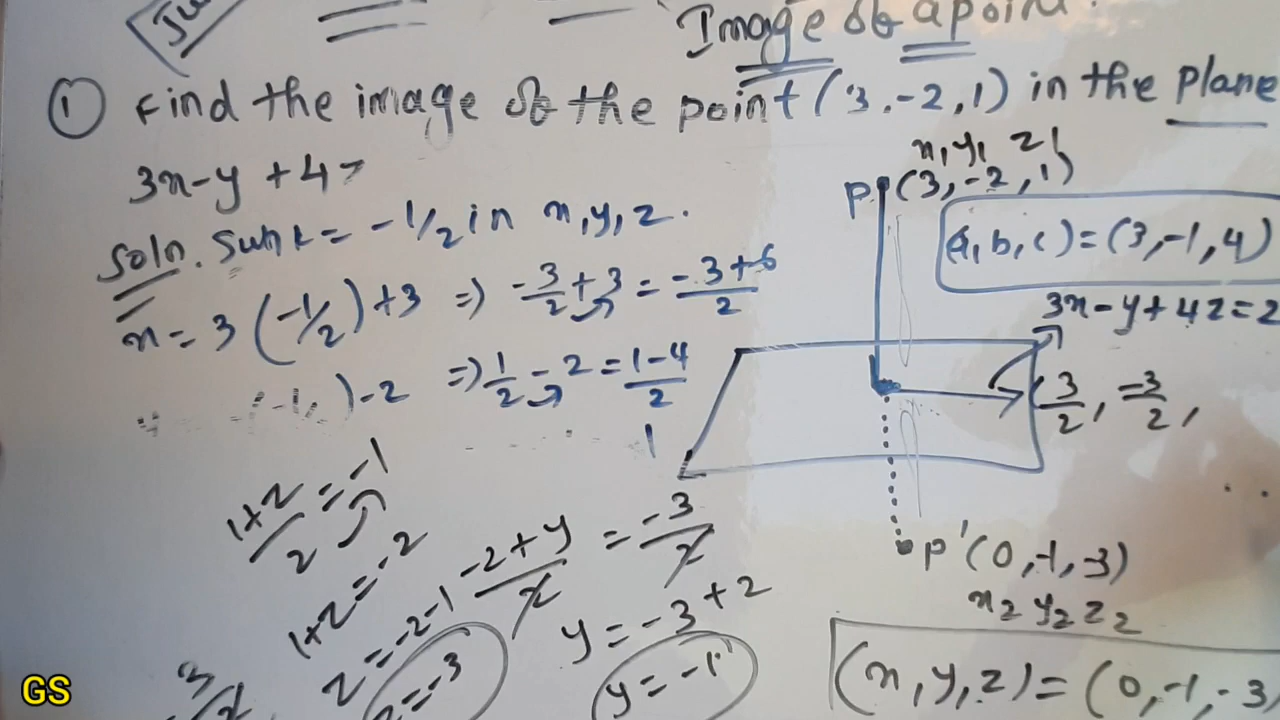 Image of a point.
① Find the image of the point (3,-2,1) in the plane
3x-y+4z
Soln. Sub k = -1/2 in x, y, z.
x = 3 (-1/2) +3 ⇒ -3/2 + 3 = -3+6/2
(-1/ )-2 ⇒ 1/2 - 2 = 1-4/2
x1 y1 z1
P (3,-2,1)
(a,b,c) = (3,-1,4)
3x-y+4z=2
(3/2, -3/2,
1+z/2 = -1
1+z = -2
z = -2-1
z = -3
-2+y/2 = -3/2
y = -3+2
y = -1
P'(0,-1,-3)
x2 y2 z2
(x,y,z) = (0,-1,-3)
GS